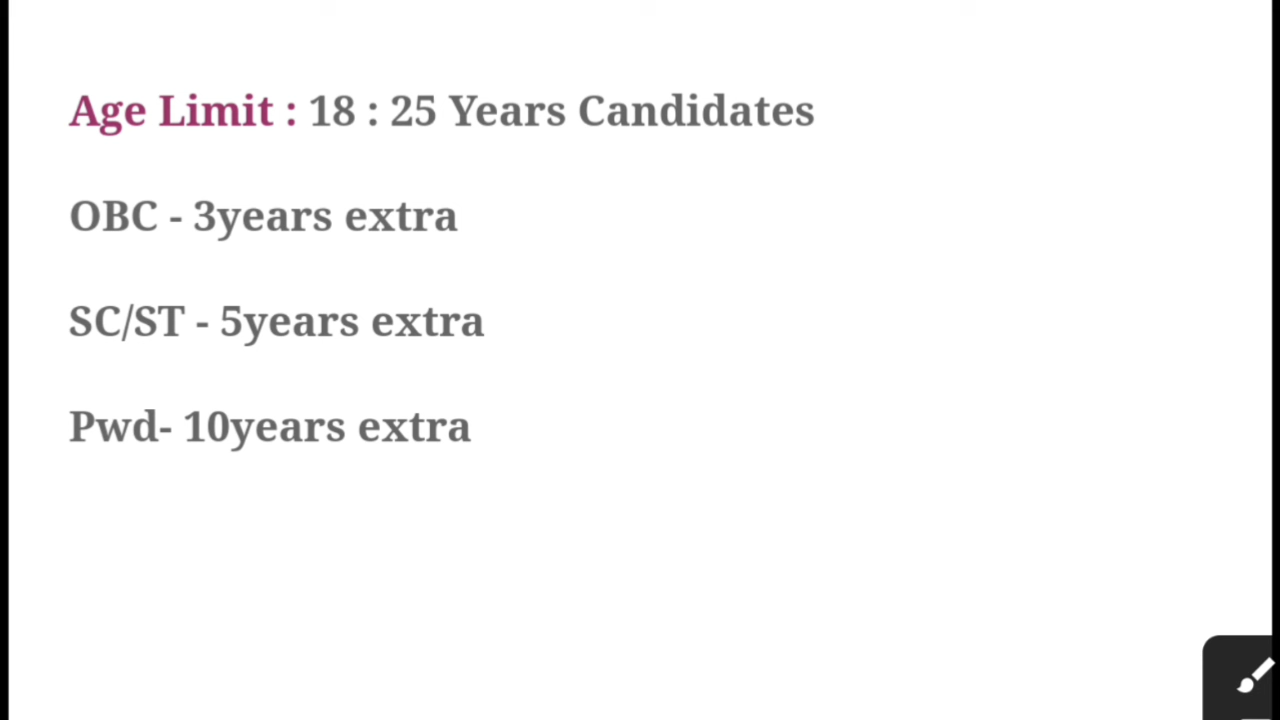 Age Limit : 18 : 25 Years Candidates
OBC - 3years extra
SC/ST - 5years extra
Pwd- 10years extra